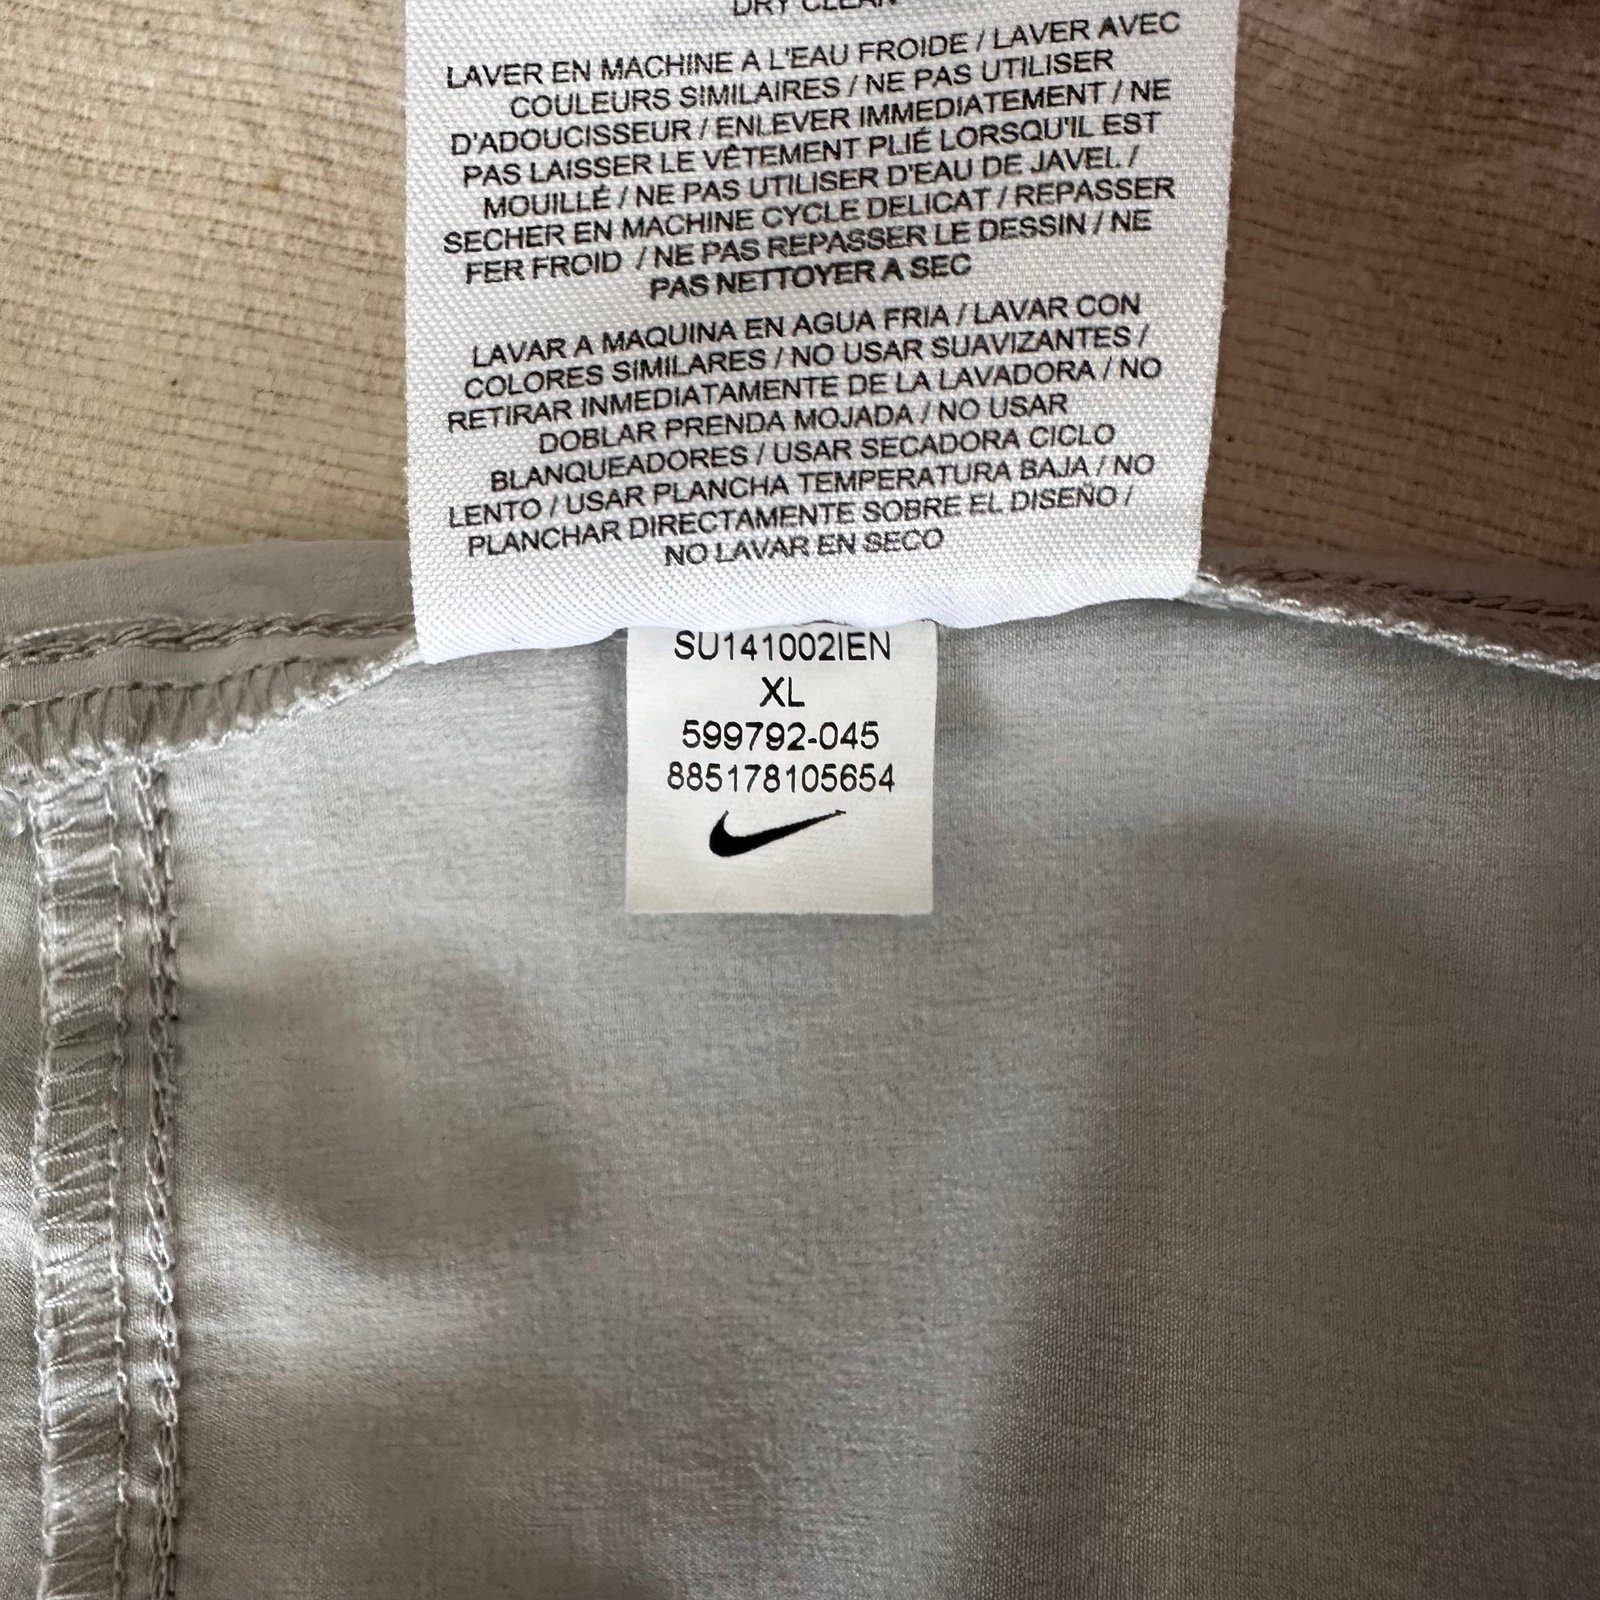 DRY CLEAN
LAVER EN MACHINE A L'EAU FROIDE / LAVER AVEC
COULEURS SIMILAIRES / NE PAS UTILISER
D'ADOUCISSEUR / ENLEVER IMMEDIATEMENT / NE
PAS LAISSER LE VÊTEMENT PLIÉ LORSQU'IL EST
MOUILLÉ / NE PAS UTILISER D'EAU DE JAVEL /
SECHER EN MACHINE CYCLE DELICAT / REPASSER
FER FROID / NE PAS REPASSER LE DESSIN / NE
PAS NETTOYER A SEC
LAVAR A MAQUINA EN AGUA FRIA / LAVAR CON
COLORES SIMILARES / NO USAR SUAVIZANTES /
RETIRAR INMEDIATAMENTE DE LA LAVADORA / NO
DOBLAR PRENDA MOJADA / NO USAR
BLANQUEADORES / USAR SECADORA CICLO
LENTO / USAR PLANCHA TEMPERATURA BAJA / NO
PLANCHAR DIRECTAMENTE SOBRE EL DISEÑO /
NO LAVAR EN SECO
SU141002IEN
XL
599792-045
885178105654